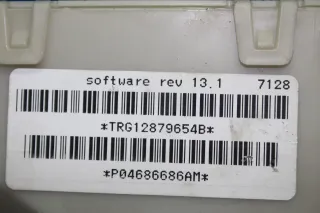 software rev 13.1 7128
*TRG12879654B*
*P04686686AM*